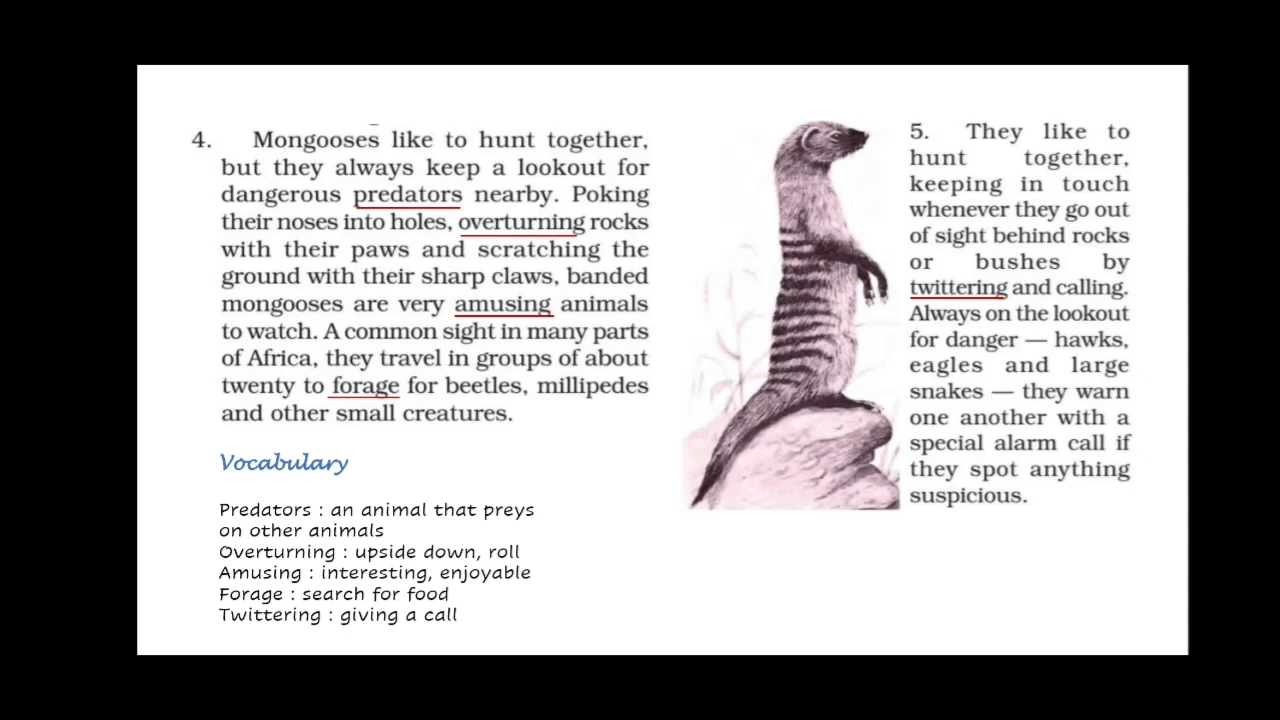 4. Mongooses like to hunt together,
but they always keep a lookout for
dangerous predators nearby. Poking
their noses into holes, overturning rocks
with their paws and scratching the
ground with their sharp claws, banded
mongooses are very amusing animals
to watch. A common sight in many parts
of Africa, they travel in groups of about
twenty to forage for beetles, millipedes
and other small creatures.
Vocabulary
Predators : an animal that preys
on other animals
Overturning : upside down, roll
Amusing : interesting, enjoyable
Forage : search for food
Twittering : giving a call
5. They like to
hunt together,
keeping in touch
whenever they go out
of sight behind rocks
or bushes by
twittering and calling.
Always on the lookout
for danger — hawks,
eagles and large
snakes — they warn
one another with a
special alarm call if
they spot anything
suspicious.